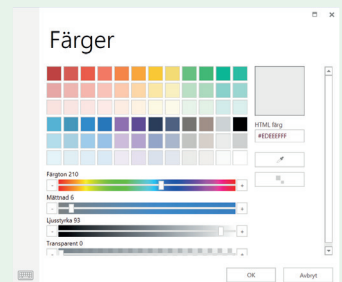 Färger
HTML färg
#EDEEEFFF
Färgton 210
Mättnad 6
Ljusstyrka 93
Transparent 0
OK
Avbryt